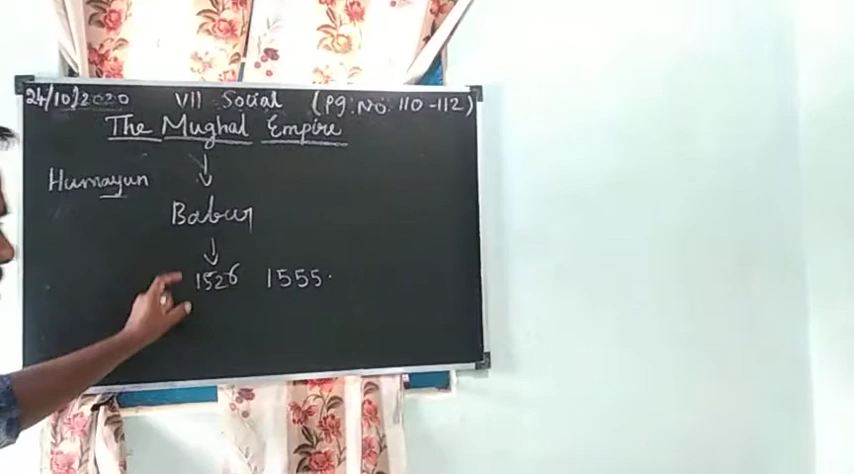 24/10/2020 VII Social (Pg. No. 110-112)
The Mughal Empire
Humayun
Babur
1526 1555.